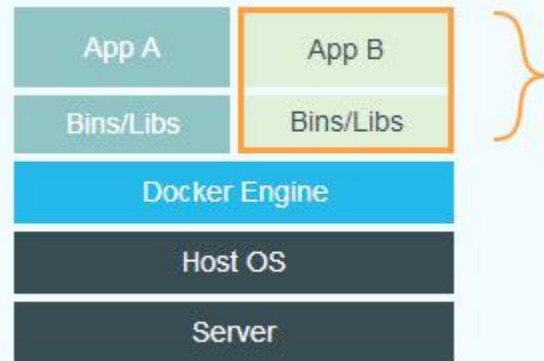 App A App B
Bins/Libs Bins/Libs
Docker Engine
Host OS
Server